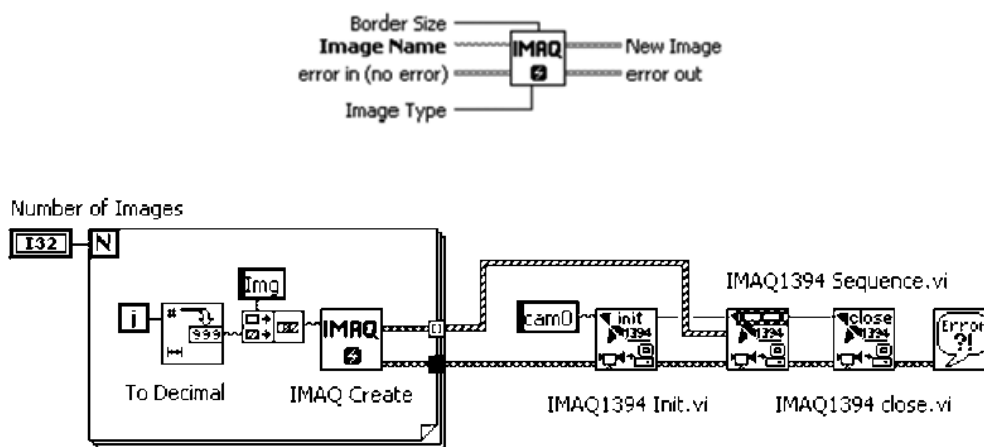 Border Size
Image Name
error in (no error)
Image Type
IMAQ
New Image
error out
Number of Images
I32
N
i
#
999
To Decimal
Img
IMAQ
IMAQ Create
[]
cam0
init
1394
IMAQ1394 Init.vi
IMAQ1394 Sequence.vi
1394
close
1394
IMAQ1394 close.vi
Error
?!